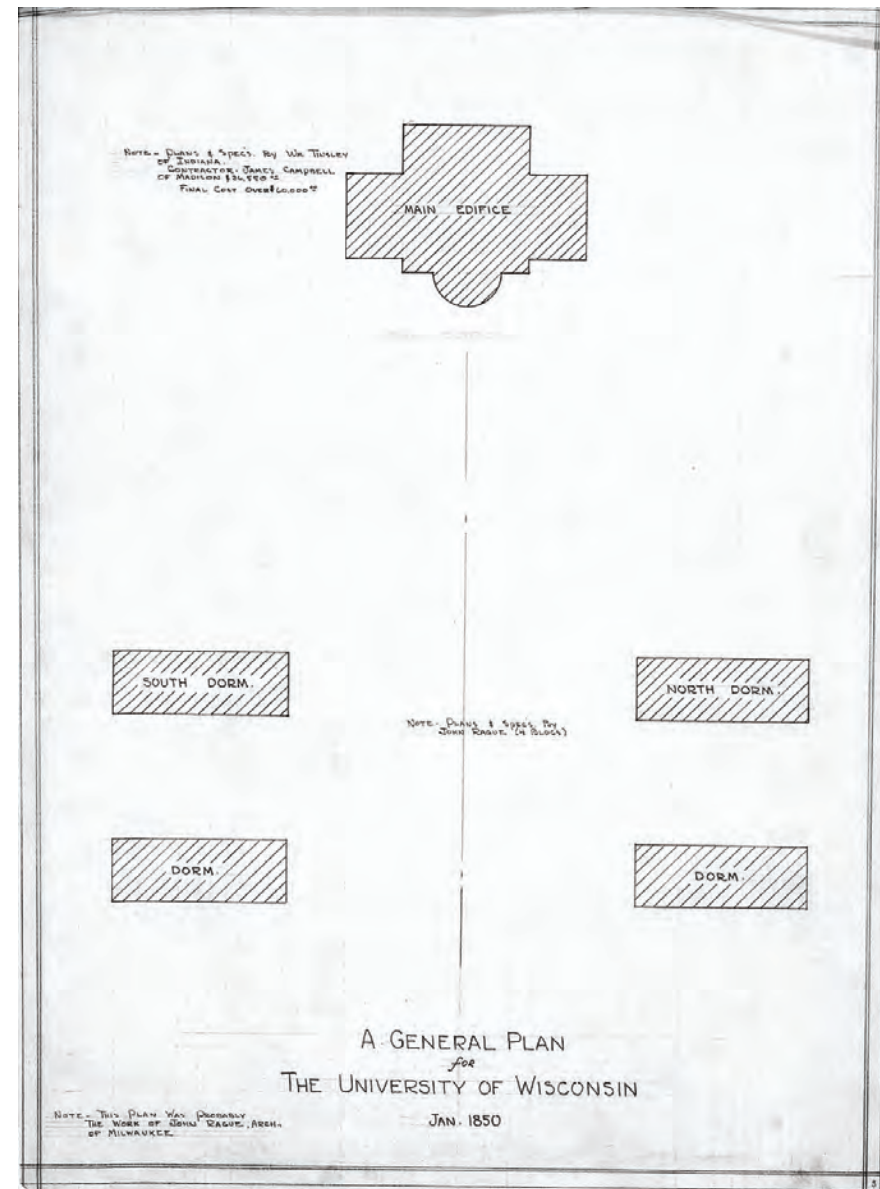 NOTE - PLANS & SPEC'S. BY WM TINSLEY
OF INDIANA.
CONTRACTOR - JAMES CAMPBELL
OF MADISON $36,550 00
FINAL COST OVER $60,000 00
MAIN EDIFICE
SOUTH DORM.
NORTH DORM.
NOTE - PLANS & SPECS BY
JOHN RAGUE (4 BLDGS)
DORM.
DORM.
A GENERAL PLAN
for
THE UNIVERSITY OF WISCONSIN
JAN. 1850
NOTE - THIS PLAN WAS PROBABLY
THE WORK OF JOHN RAGUE, ARCH.
OF MILWAUKEE